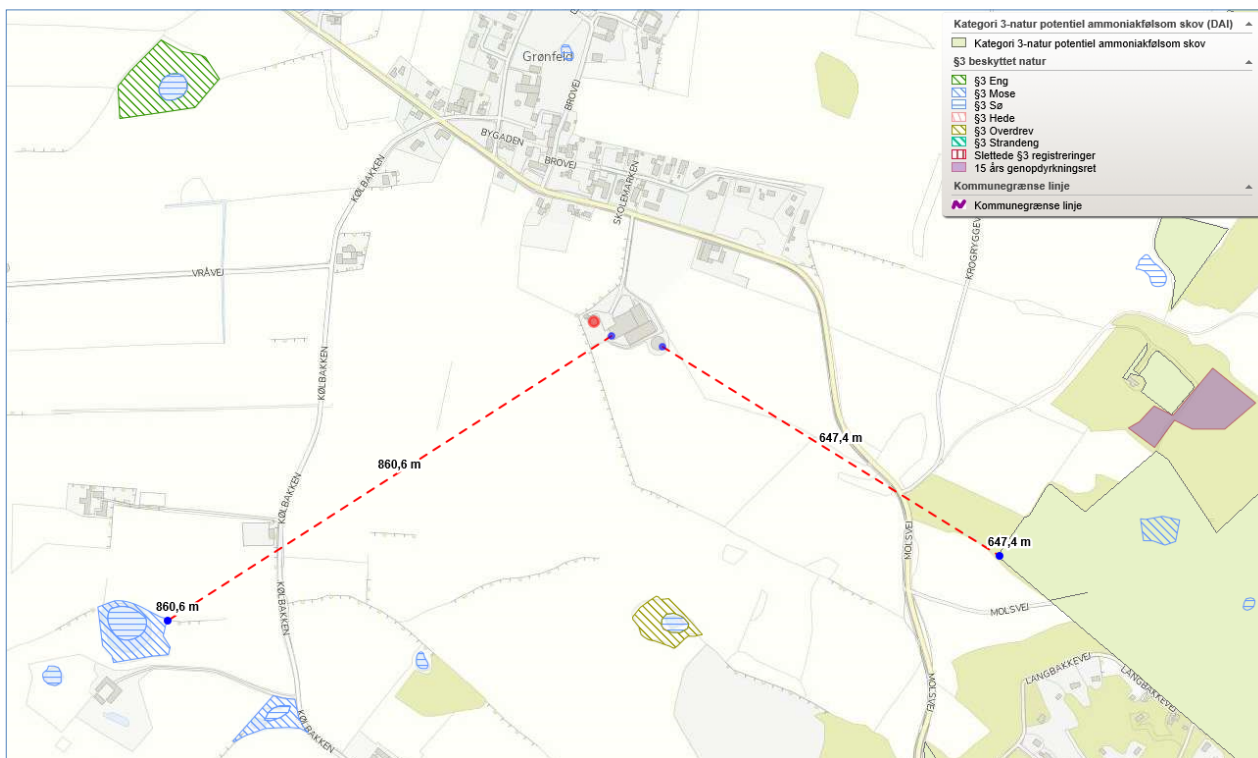 Kategori 3-natur potentiel ammoniakfølsom skov (DAI)
Kategori 3-natur potentiel ammoniakfølsom skov
§3 beskyttet natur
§3 Eng
§3 Mose
§3 Sø
§3 Hede
§3 Overdrev
§3 Strandeng
Slettede §3 registreringer
15 års genopdyrkningsret
Kommunegrænse linje
Kommunegrænse linje
Grønfeld
BROVEJ
BYGADEN
BROVEJ
SKOLEMARKEN
KØLBAKKEN
VRÅVEJ
KROGRYGGEV
KØLBAKKEN
647,4 m
860,6 m
KØLBAKKEN
647,4 m
MOLSVEJ
860,6 m
KØLBAKKEN
MOLSVEJ
LANGBAKKEVEJ
LANGBAKKEVEJ
MOLSVEJ
KØLBAKKEN